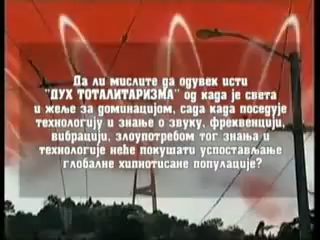 Да ли мислите да одувек исти
"ДУХ ТОТАЛИТАРИЗМА" од када је света
и жеље за доминацијом, сада када поседује
технологију и знање о звуку, фреквенцији,
вибрацији, злоупотребом тог знања и
технологије неће покушати успостављање
глобалне хипнотисане популације?